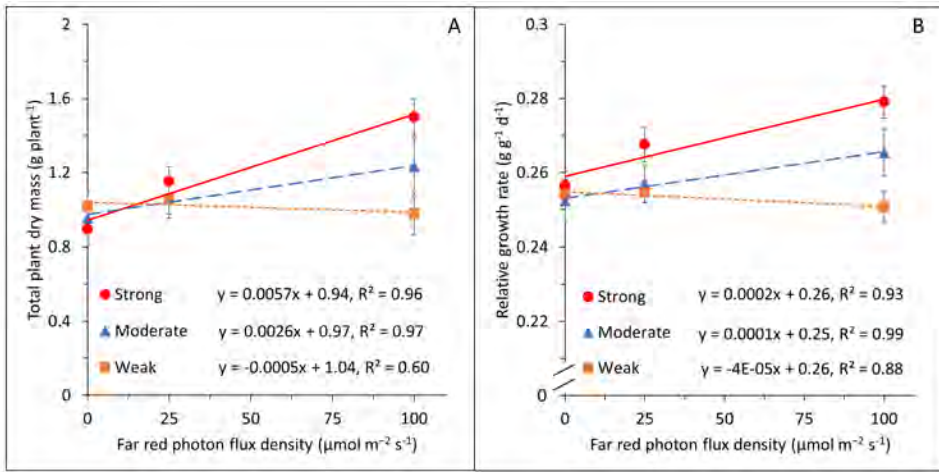 A
Total plant dry mass (g plant⁻¹)
2
1.6
1.2
0.8
0.4
0
Strong y = 0.0057x + 0.94, R² = 0.96
Moderate y = 0.0026x + 0.97, R² = 0.97
Weak y = -0.0005x + 1.04, R² = 0.60
0 25 50 75 100
Far red photon flux density (µmol m⁻² s⁻¹)
B
Relative growth rate (g g⁻¹ d⁻¹)
0.3
0.28
0.26
0.24
0.22
0
Strong y = 0.0002x + 0.26, R² = 0.93
Moderate y = 0.0001x + 0.25, R² = 0.99
Weak y = -4E-05x + 0.26, R² = 0.88
0 25 50 75 100
Far red photon flux density (µmol m⁻² s⁻¹)